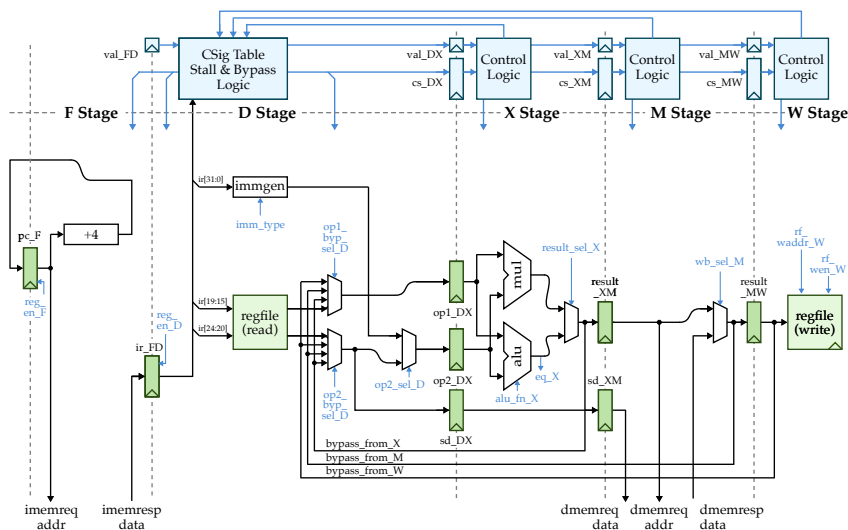 val_FD
CSig Table
Stall & Bypass
Logic
val_DX
cs_DX
Control
Logic
val_XM
cs_XM
Control
Logic
val_MW
cs_MW
Control
Logic
F Stage
D Stage
X Stage
M Stage
W Stage
ir[31:0]
immgen
imm_type
pc_F
+4
reg_
en_F
reg_
en_D
ir_FD
ir[19:15]
ir[24:20]
regfile
(read)
op1_
byp_
sel_D
op2_
byp_
sel_D
op2_sel_D
op1_DX
op2_DX
sd_DX
mul
alu
alu_fn_X
eq_X
result_sel_X
result
_XM
sd_XM
wb_sel_M
result
_MW
rf_
waddr_W
rf_
wen_W
regfile
(write)
bypass_from_X
bypass_from_M
bypass_from_W
imemreq
addr
imemresp
data
dmemreq
data
dmemreq
addr
dmemresp
data